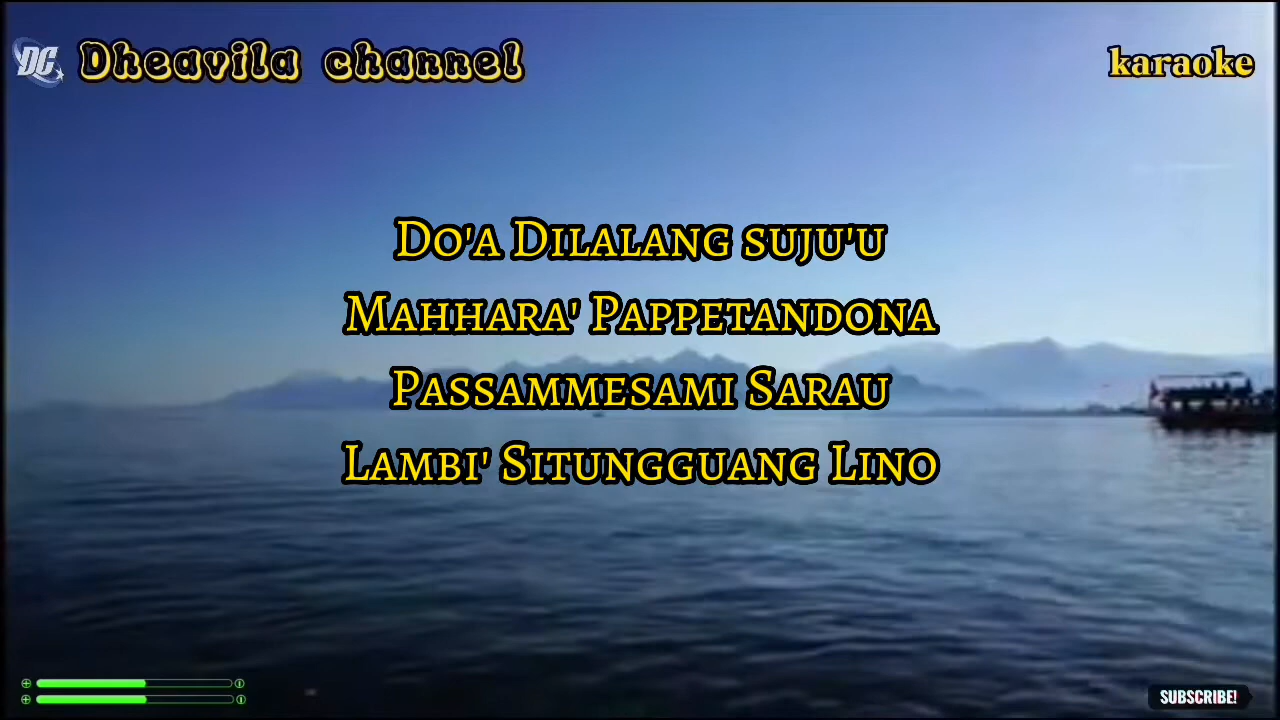 DC Dheavila channel
karaoke
Do'a Dilalang suju'u
Mahhara' Pappetandona
Passammesami Sarau
Lambi' Situngguang Lino
SUBSCRIBE!